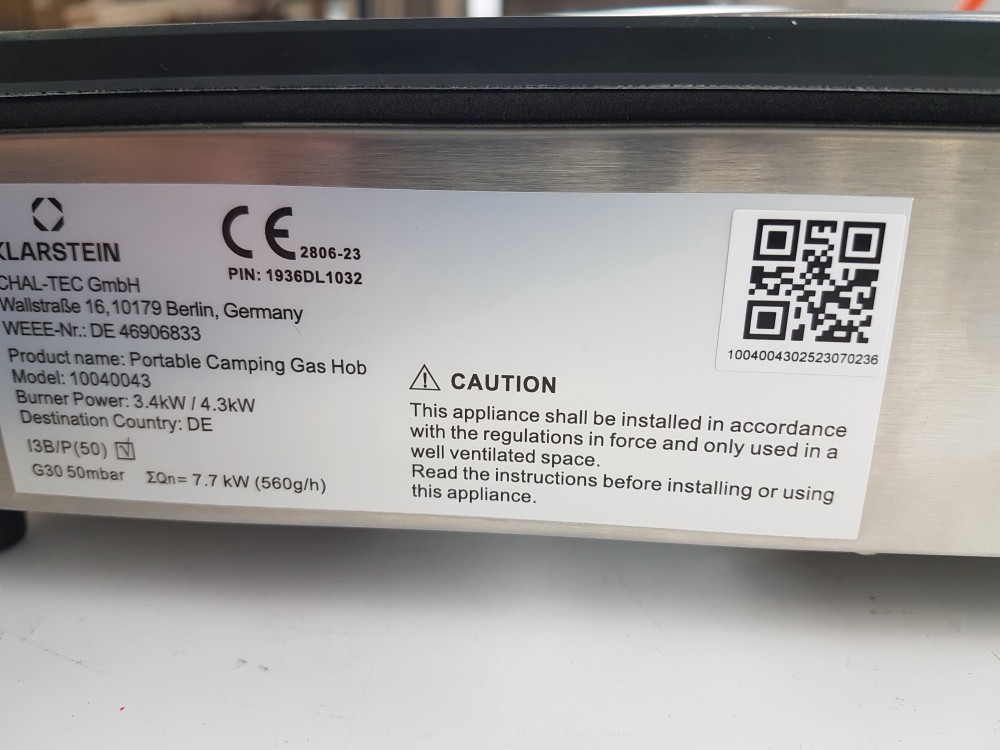 KLARSTEIN
CHAL-TEC GmbH
Wallstraße 16, 10179 Berlin, Germany
WEEE-Nr.: DE 46906833
Product name: Portable Camping Gas Hob
Model: 10040043
Burner Power: 3.4kW / 4.3kW
Destination Country: DE
I3B/P(50) ☑
G30 50mbar ΣQn= 7.7 kW (560g/h)
CE 2806-23
PIN: 1936DL1032
⚠ CAUTION
This appliance shall be installed in accordance
with the regulations in force and only used in a
well ventilated space.
Read the instructions before installing or using
this appliance.
1004004302523070236